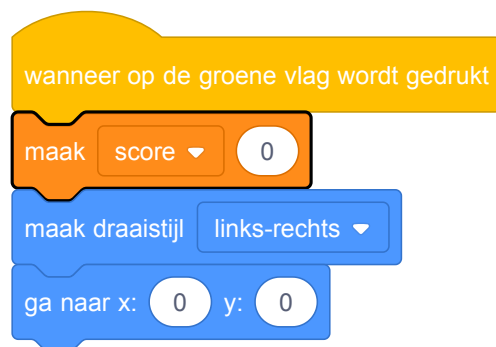 wanneer op de groene vlag wordt gedrukt
maak score 0
maak draaistijl links-rechts
ga naar x: 0 y: 0